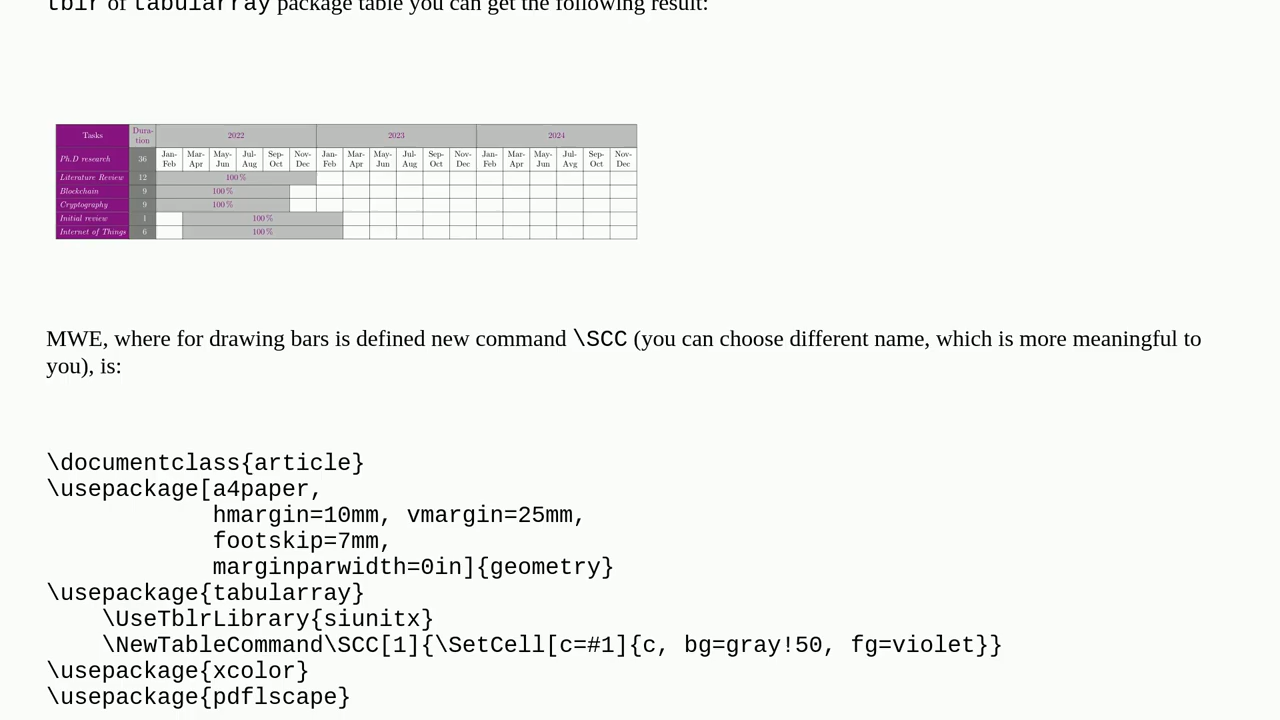 tblr of tabularray package table you can get the following result:
Tasks Dura-tion 2022 2023 2024
Ph.D research 36 Jan-Feb Mar-Apr May-Jun Jul-Aug Sep-Oct Nov-Dec Jan-Feb Mar-Apr May-Jun Jul-Aug Sep-Oct Nov-Dec Jan-Feb Mar-Apr May-Jun Jul-Avg Sep-Oct Nov-Dec
Literature Review 12 100 %
Blockchain 9 100 %
Cryptography 9 100 %
Initial review 1 100 %
Internet of Things 6 100 %
MWE, where for drawing bars is defined new command \SCC (you can choose different name, which is more meaningful to
you), is:
\documentclass{article}
\usepackage[a4paper,
            hmargin=10mm, vmargin=25mm,
            footskip=7mm,
            marginparwidth=0in]{geometry}
\usepackage{tabularray}
    \UseTblrLibrary{siunitx}
    \NewTableCommand\SCC[1]{\SetCell[c=#1]{c, bg=gray!50, fg=violet}}
\usepackage{xcolor}
\usepackage{pdflscape}